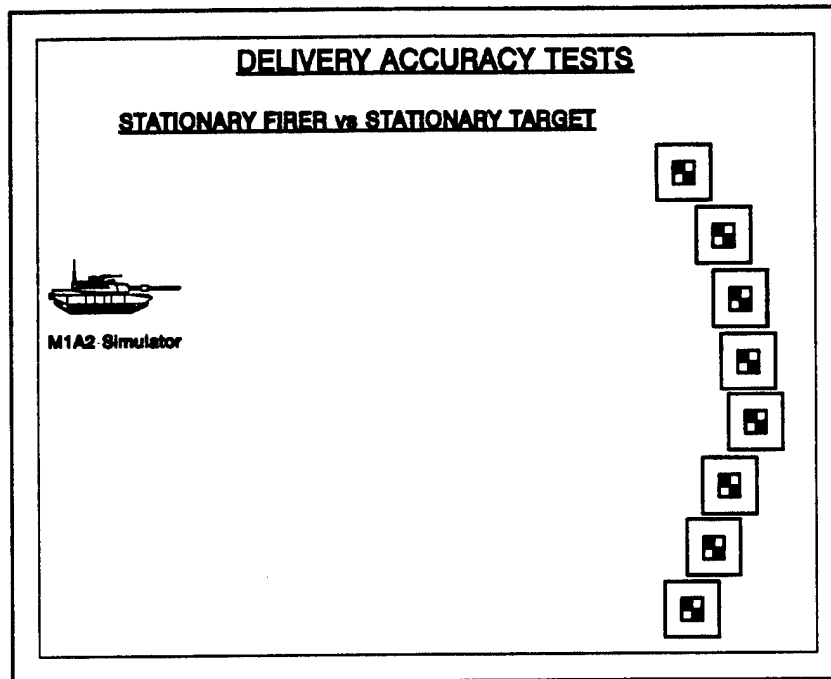 DELIVERY ACCURACY TESTS
STATIONARY FIRER vs STATIONARY TARGET
M1A2 Simulator